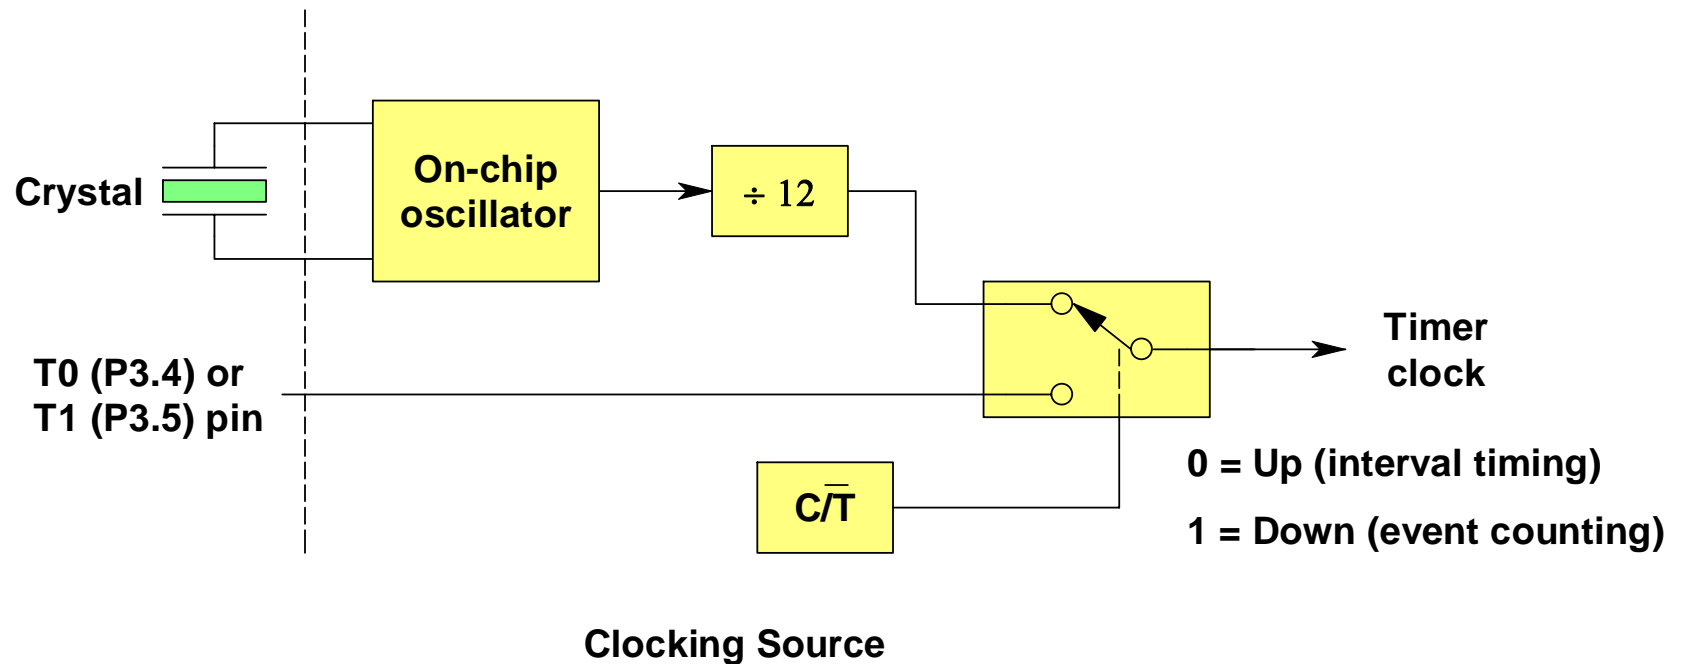 On-chip
oscillator
÷ 12
Crystal
Timer
clock
T0 (P3.4) or
T1 (P3.5) pin
0 = Up (interval timing)
C/T̅
1 = Down (event counting)
Clocking Source